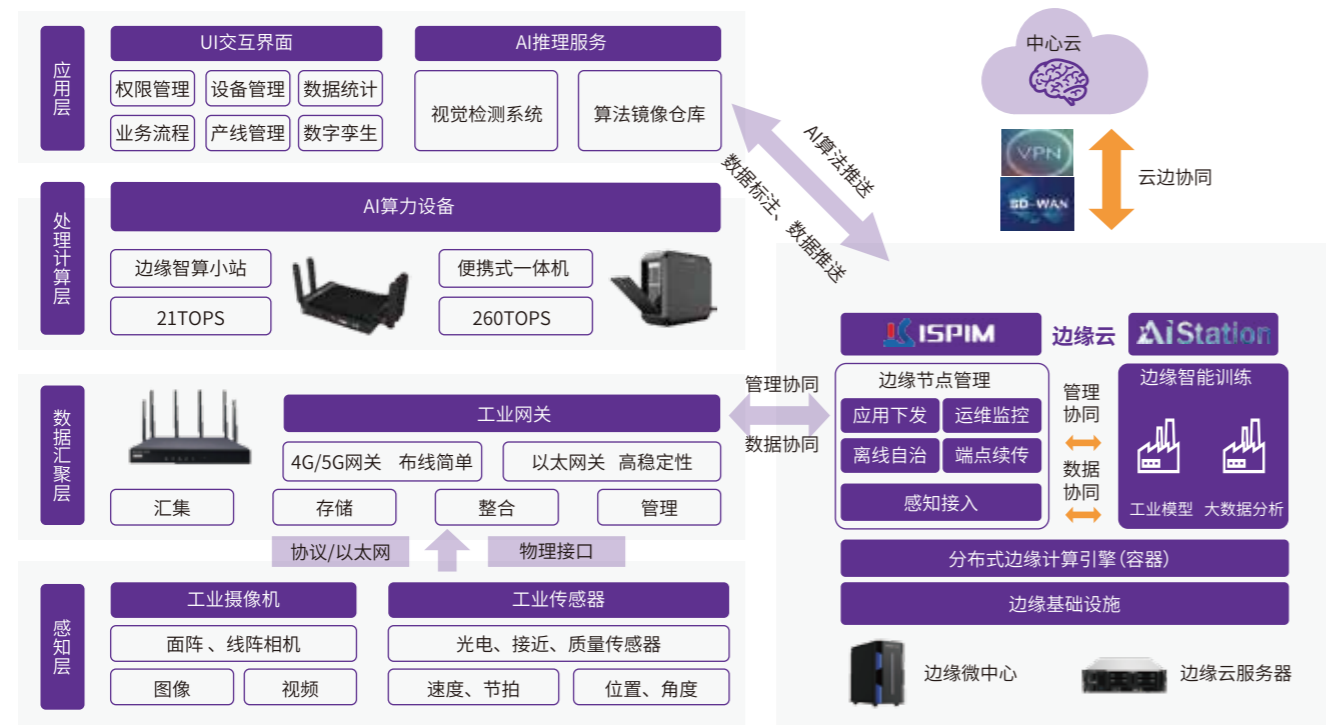 应用层
UI交互界面
权限管理
设备管理
数据统计
业务流程
产线管理
数字孪生
AI推理服务
视觉检测系统
算法镜像仓库
处理计算层
AI算力设备
边缘智算小站
21TOPS
便携式一体机
260TOPS
数据汇聚层
工业网关
4G/5G网关 布线简单
以太网关 高稳定性
汇集
存储
整合
管理
协议/以太网
物理接口
感知层
工业摄像机
面阵、线阵相机
图像
视频
工业传感器
光电、接近、质量传感器
速度、节拍
位置、角度
AI算法推送
数据标注、数据推送
管理协同
数据协同
中心云
VPN
SD-WAN
云边协同
ISPIM
边缘云
AiStation
边缘节点管理
应用下发
运维监控
离线自治
端点续传
感知接入
管理
协同
数据
协同
边缘智能训练
工业模型
大数据分析
分布式边缘计算引擎(容器)
边缘基础设施
边缘微中心
边缘云服务器